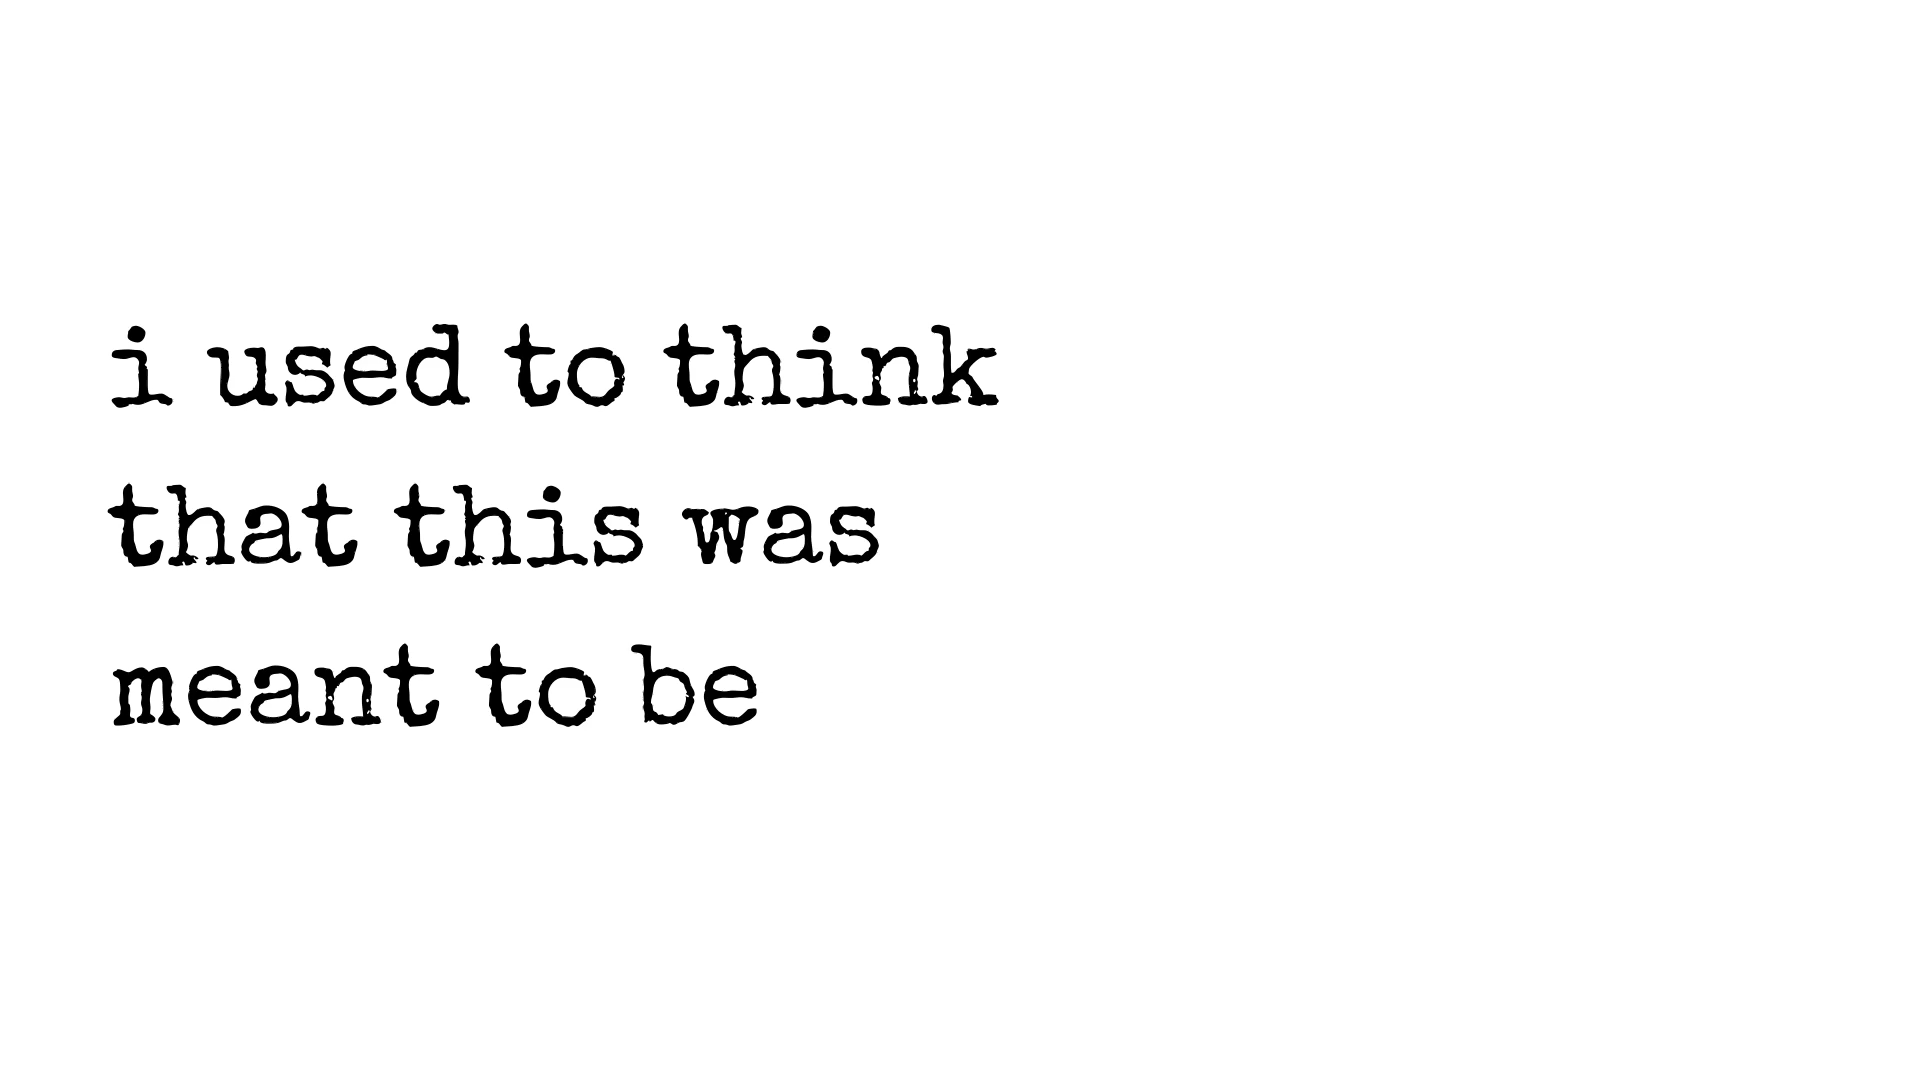 i used to think
that this was
meant to be